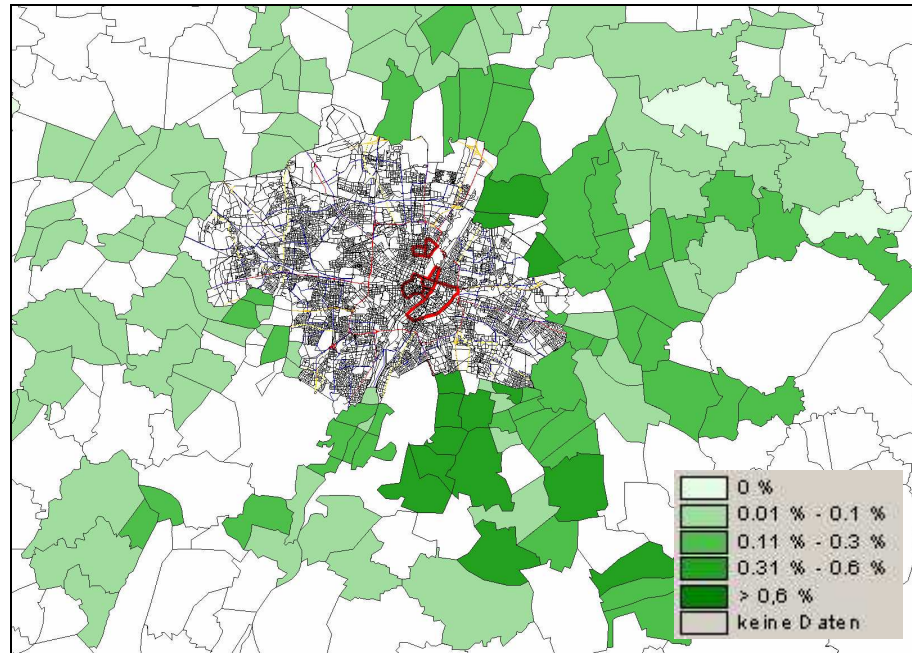 0 %
0.01 % - 0.1 %
0.11 % - 0.3 %
0.31 % - 0.6 %
> 0,6 %
keine Daten